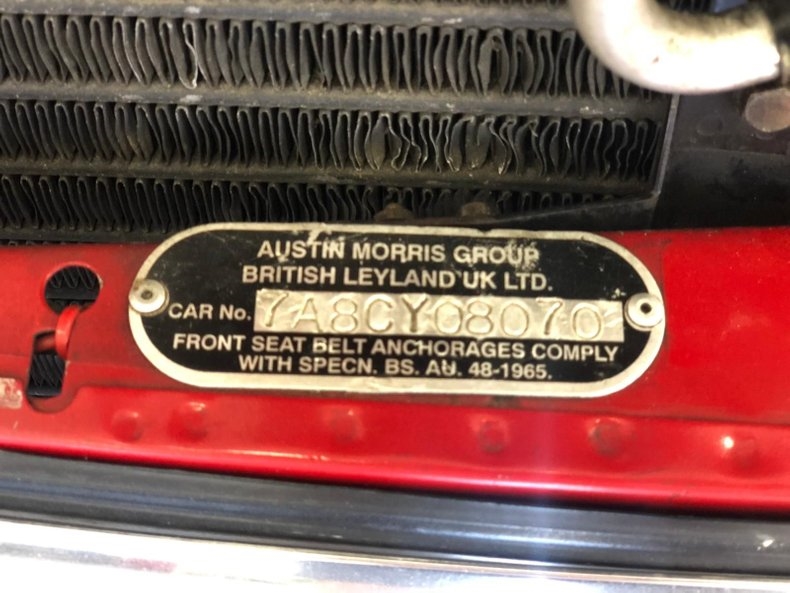 AUSTIN MORRIS GROUP
BRITISH LEYLAND UK LTD.
CAR No. 7A8CY08070
FRONT SEAT BELT ANCHORAGES COMPLY
WITH SPECN. BS. AU. 48-1965.